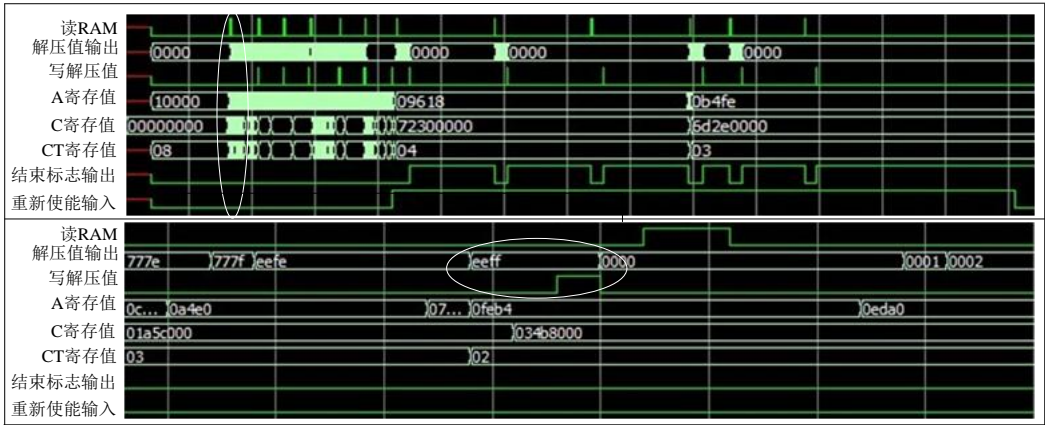 读RAM
解压值输出 0000 0000 0000 0000
写解压值
A寄存值 10000 09618 0b4fe
C寄存值 00000000 72300000 6d2e0000
CT寄存值 08 04 03
结束标志输出
重新使能输入
读RAM
解压值输出 777e 777f eefe eeff 0000 0001 0002
写解压值
A寄存值 0c... 0a4e0 07... 0feb4 0eda0
C寄存值 01a5c000 034b8000
CT寄存值 03 02
结束标志输出
重新使能输入